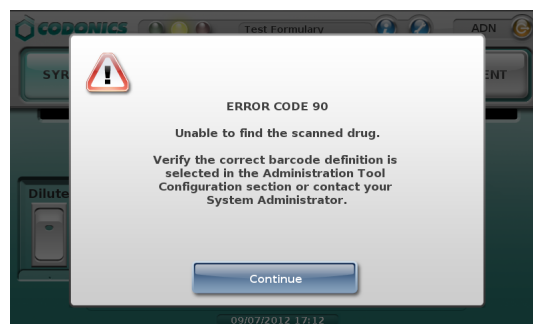 CODONICS
Test Formulary
ADN
SYR
ENT
ERROR CODE 90
Unable to find the scanned drug.
Verify the correct barcode definition is
selected in the Administration Tool
Configuration section or contact your
System Administrator.
Dilute
Continue
09/07/2012 17:12